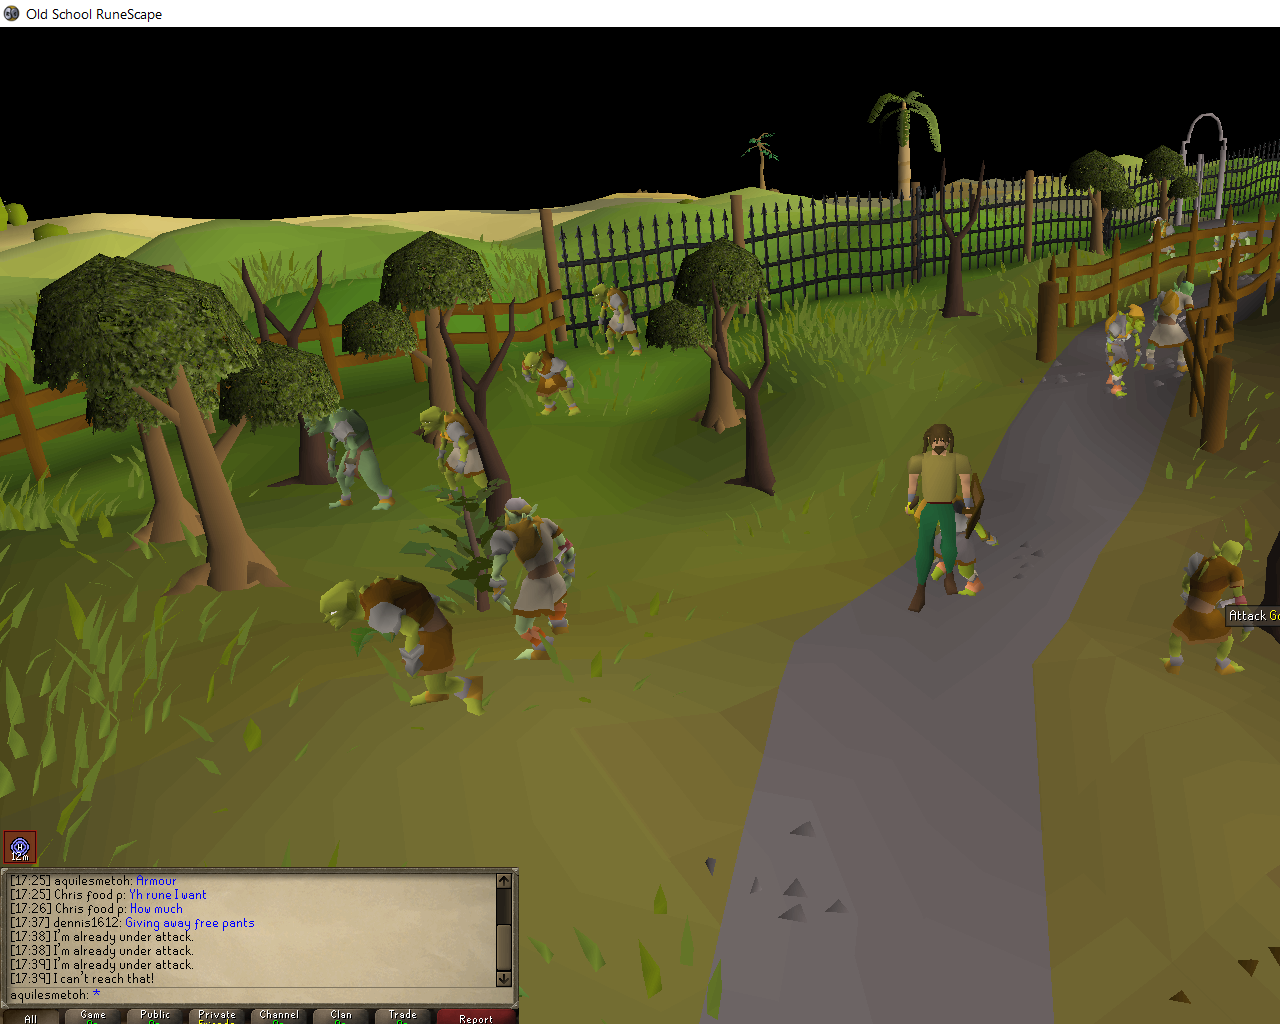 Old School RuneScape
Attack Go
12m
[17:25] aquilesmetoh: Armour
[17:25] Chris food p: Yh rune I want
[17:26] Chris food p: How much
[17:37] dennis1612: Giving away free pants
[17:38] I'm already under attack.
[17:38] I'm already under attack.
[17:39] I'm already under attack.
[17:39] I can't reach that!
aquilesmetoh: *
All Game Public Private Channel Clan Trade Report